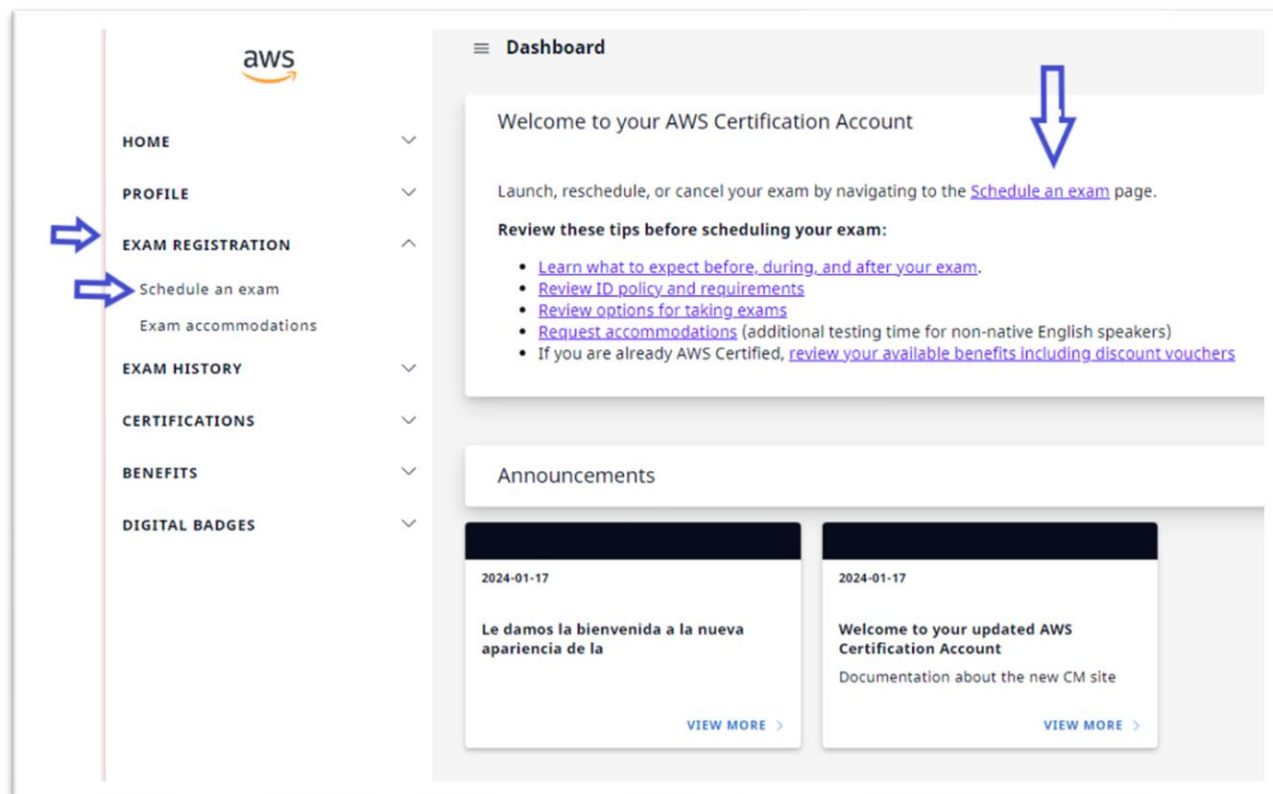 aws
HOME
PROFILE
EXAM REGISTRATION
Schedule an exam
Exam accommodations
EXAM HISTORY
CERTIFICATIONS
BENEFITS
DIGITAL BADGES
Dashboard
Welcome to your AWS Certification Account
Launch, reschedule, or cancel your exam by navigating to the Schedule an exam page.
Review these tips before scheduling your exam:
• Learn what to expect before, during, and after your exam.
• Review ID policy and requirements
• Review options for taking exams
• Request accommodations (additional testing time for non-native English speakers)
• If you are already AWS Certified, review your available benefits including discount vouchers
Announcements
2024-01-17
Le damos la bienvenida a la nueva
apariencia de la
VIEW MORE >
2024-01-17
Welcome to your updated AWS
Certification Account
Documentation about the new CM site
VIEW MORE >